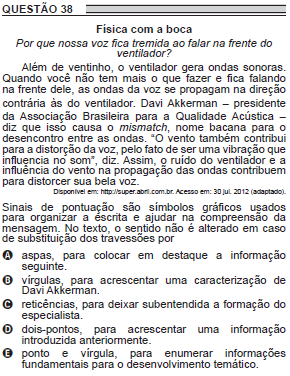 QUESTÃO 38
Física com a boca
Por que nossa voz fica tremida ao falar na frente do
ventilador?
Além de ventinho, o ventilador gera ondas sonoras.
Quando você não tem mais o que fazer e fica falando
na frente dele, as ondas da voz se propagam na direção
contrária às do ventilador. Davi Akkerman – presidente
da Associação Brasileira para a Qualidade Acústica –
diz que isso causa o mismatch, nome bacana para o
desencontro entre as ondas. “O vento também contribui
para a distorção da voz, pelo fato de ser uma vibração que
influencia no som”, diz. Assim, o ruído do ventilador e a
influência do vento na propagação das ondas contribuem
para distorcer sua bela voz.
Disponível em: http://super.abril.com.br. Acesso em: 30 jul. 2012 (adaptado).
Sinais de pontuação são símbolos gráficos usados
para organizar a escrita e ajudar na compreensão da
mensagem. No texto, o sentido não é alterado em caso
de substituição dos travessões por
A aspas, para colocar em destaque a informação
seguinte.
B vírgulas, para acrescentar uma caracterização de
Davi Akkerman.
C reticências, para deixar subentendida a formação do
especialista.
D dois-pontos, para acrescentar uma informação
introduzida anteriormente.
E ponto e vírgula, para enumerar informações
fundamentais para o desenvolvimento temático.